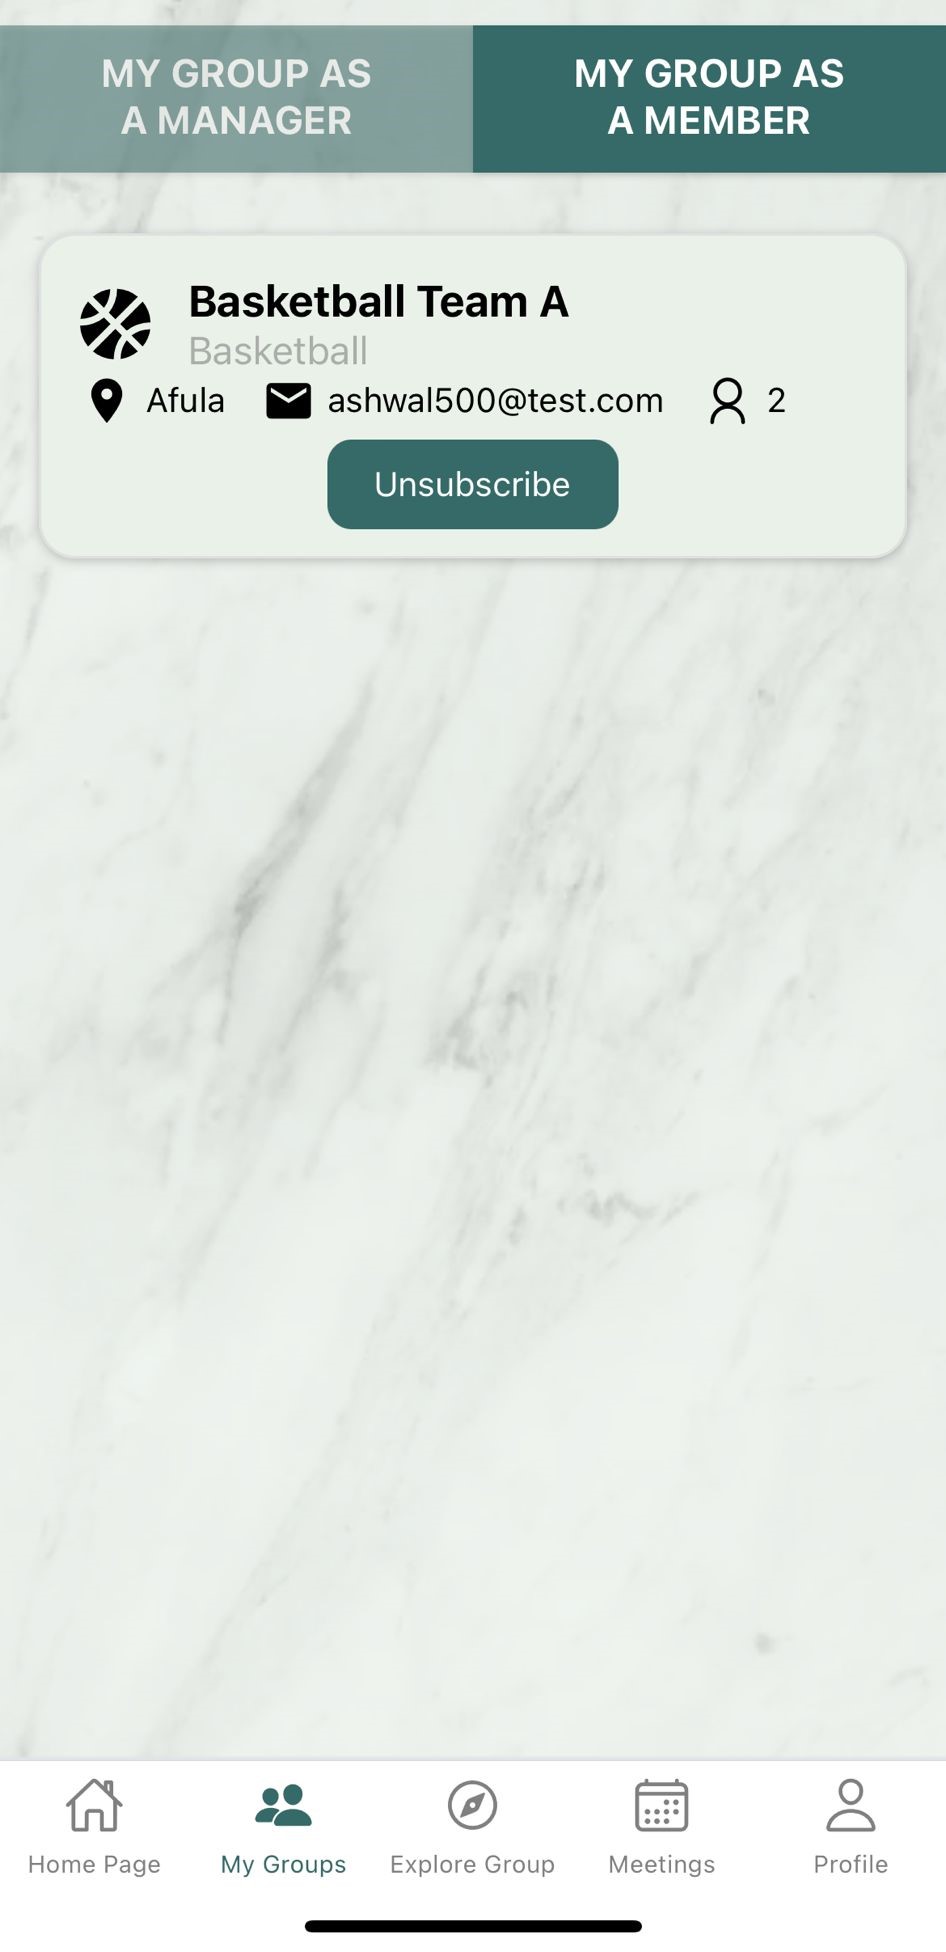 MY GROUP AS
A MANAGER
MY GROUP AS
A MEMBER
Basketball Team A
Basketball
Afula ashwal500@test.com 2
Unsubscribe
Home Page My Groups Explore Group Meetings Profile